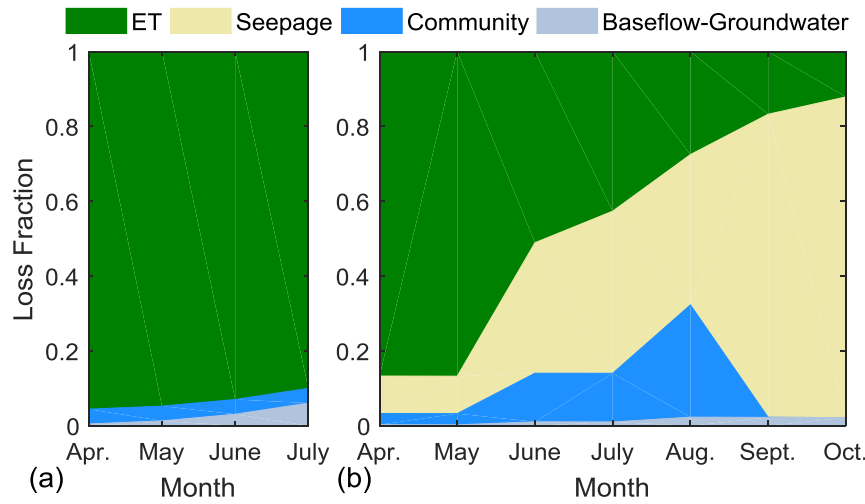 ET Seepage Community Baseflow-Groundwater
1
0.8
0.6
0.4
0.2
0
Loss Fraction
Apr. May June July
(a) Month
1
0.8
0.6
0.4
0.2
0
Apr. May June July Aug. Sept. Oct.
(b) Month